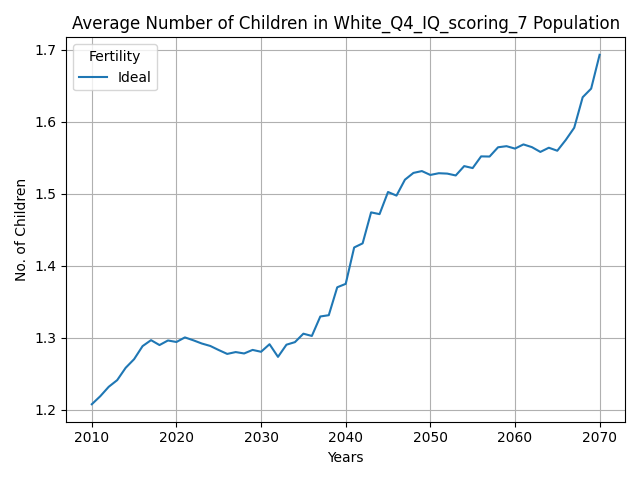 Average Number of Children in White_Q4_IQ_scoring_7 Population
Fertility
Ideal
No. of Children
1.7
1.6
1.5
1.4
1.3
1.2
2010 2020 2030 2040 2050 2060 2070
Years